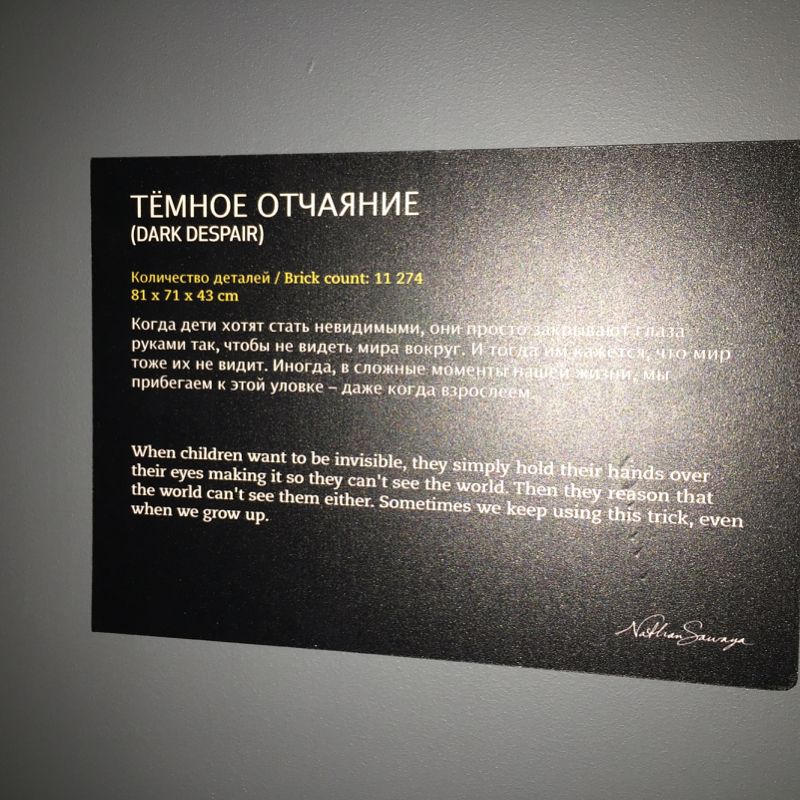 ТЁМНОЕ ОТЧАЯНИЕ
(DARK DESPAIR)
Количество деталей / Brick count: 11 274
81 x 71 x 43 cm
Когда дети хотят стать невидимыми, они просто закрывают глаза
руками так, чтобы не видеть мира вокруг. И тогда им кажется, что мир
тоже их не видит. Иногда, в сложные моменты нашей жизни, мы
прибегаем к этой уловке – даже когда взрослеем.
When children want to be invisible, they simply hold their hands over
their eyes making it so they can't see the world. Then they reason that
the world can't see them either. Sometimes we keep using this trick, even
when we grow up.
Nathan Sawaya